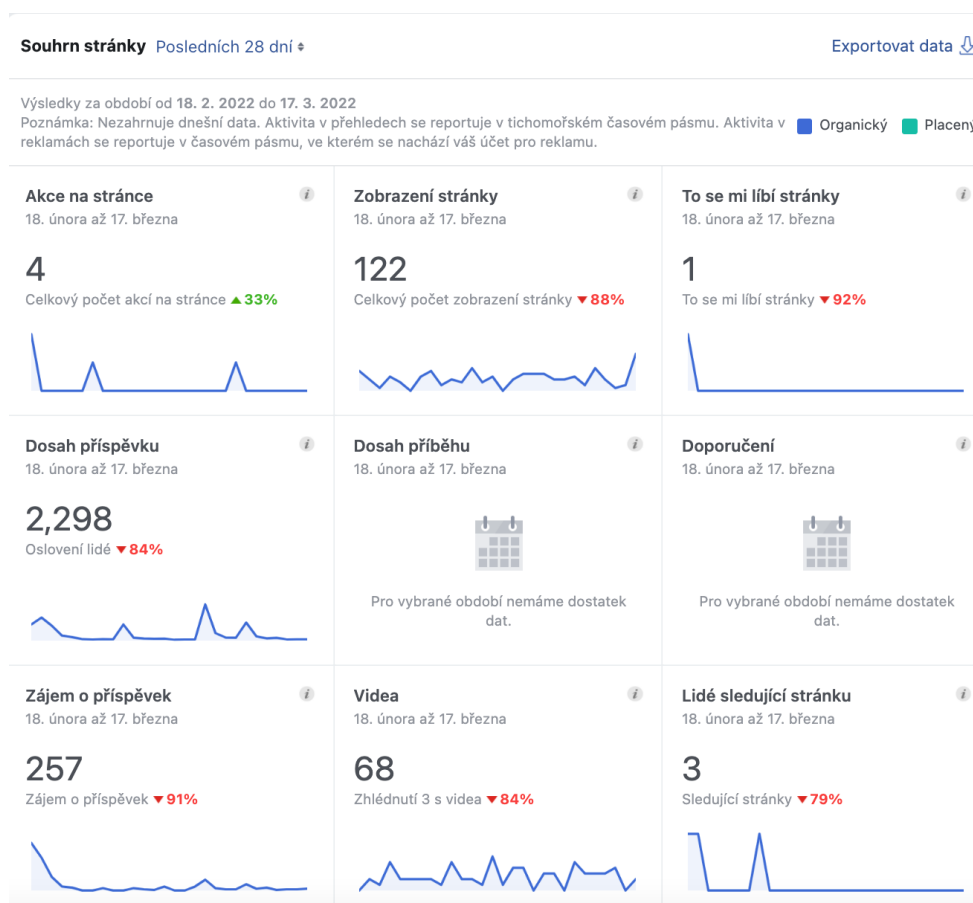 Souhrn stránky Posledních 28 dní
Exportovat data
Výsledky za období od 18. 2. 2022 do 17. 3. 2022
Poznámka: Nezahrnuje dnešní data. Aktivita v přehledech se reportuje v tichomořském časovém pásmu. Aktivita v
reklamách se reportuje v časovém pásmu, ve kterém se nachází váš účet pro reklamu.
Organický Placený
Akce na stránce
18. února až 17. března
4
Celkový počet akcí na stránce ▲33%
Zobrazení stránky
18. února až 17. března
122
Celkový počet zobrazení stránky ▼88%
To se mi líbí stránky
18. února až 17. března
1
To se mi líbí stránky ▼92%
Dosah příspěvku
18. února až 17. března
2,298
Oslovení lidé ▼84%
Dosah příběhu
18. února až 17. března
Pro vybrané období nemáme dostatek
dat.
Doporučení
18. února až 17. března
Pro vybrané období nemáme dostatek
dat.
Zájem o příspěvek
18. února až 17. března
257
Zájem o příspěvek ▼91%
Videa
18. února až 17. března
68
Zhlédnutí 3 s videa ▼84%
Lidé sledující stránku
18. února až 17. března
3
Sledující stránky ▼79%